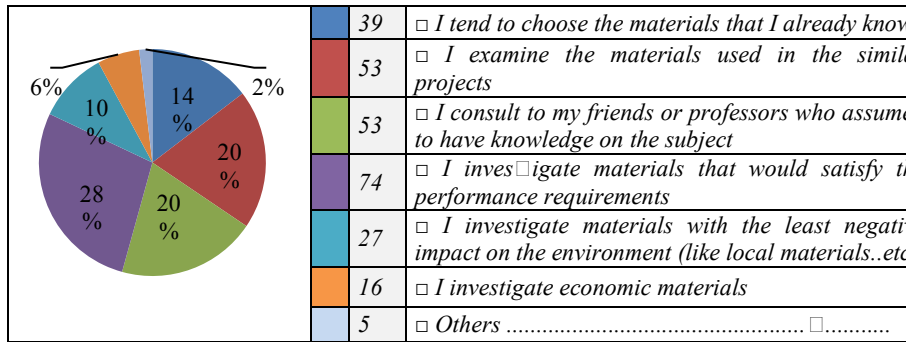 14
%
20
%
20
%
28
%
10
%
6%
2%
39 □ I tend to choose the materials that I already know
53 □ I examine the materials used in the
projects
53 □ I consult to my friends or professors who assume
to have knowledge on the subject
74 □ I inves□igate materials that would satisfy
performance requirements
27 □ I investigate materials with the least
impact on the environment (like local materials..etc
16 □ I investigate economic materials
5 □ Others .................................................. □...........